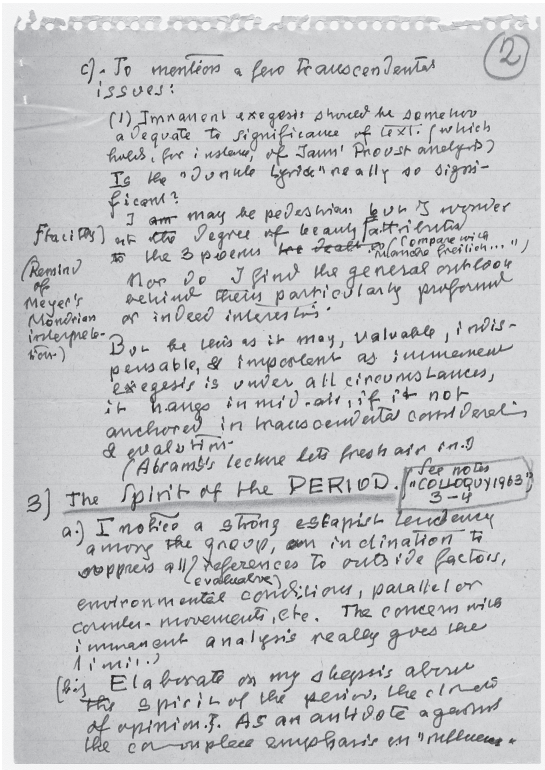 2
c). To mention a few transcendental
issues:
(1) Immanent exegesis should be somehow
adequate to significance of text. (which
holds, for instance, of Jauss' Proust analysis)
Is the "Dunkle Lyrik" really so signi-
ficant?
I am may be pedestrian but I wonder
at the degree of beauty Iser attributes
to the 3 poems (Compare with
Nor do I find the general outlook
behind them particularly profound
or indeed interesting.
(Remind
of
Meyer's
Mondrian
interpreta-
tion)
But be this as it may, valuable, indis-
pensable, & important as immanent
exegesis is under all circumstances,
it hangs in mid-air, if it not
anchored in transcendental considerations
& evaluation.
(Abrams's lecture lets fresh air in.)
3) The Spirit of the PERIOD.
See notes
"COLLOQUY 1963"
3-4
a.) I notice a strong escapist tendency
among the group, an inclination to
suppress all references to outside factors,
(evaluative)
environmental conditions, parallel or
counter-movements, etc. The concern with
immanent analysis really goes the
limit.)
(b.) Elaborate on my skepsis above
the spirit of the period, the climate
of opinion. As an antidote against
the commonplace emphasis on "influence"